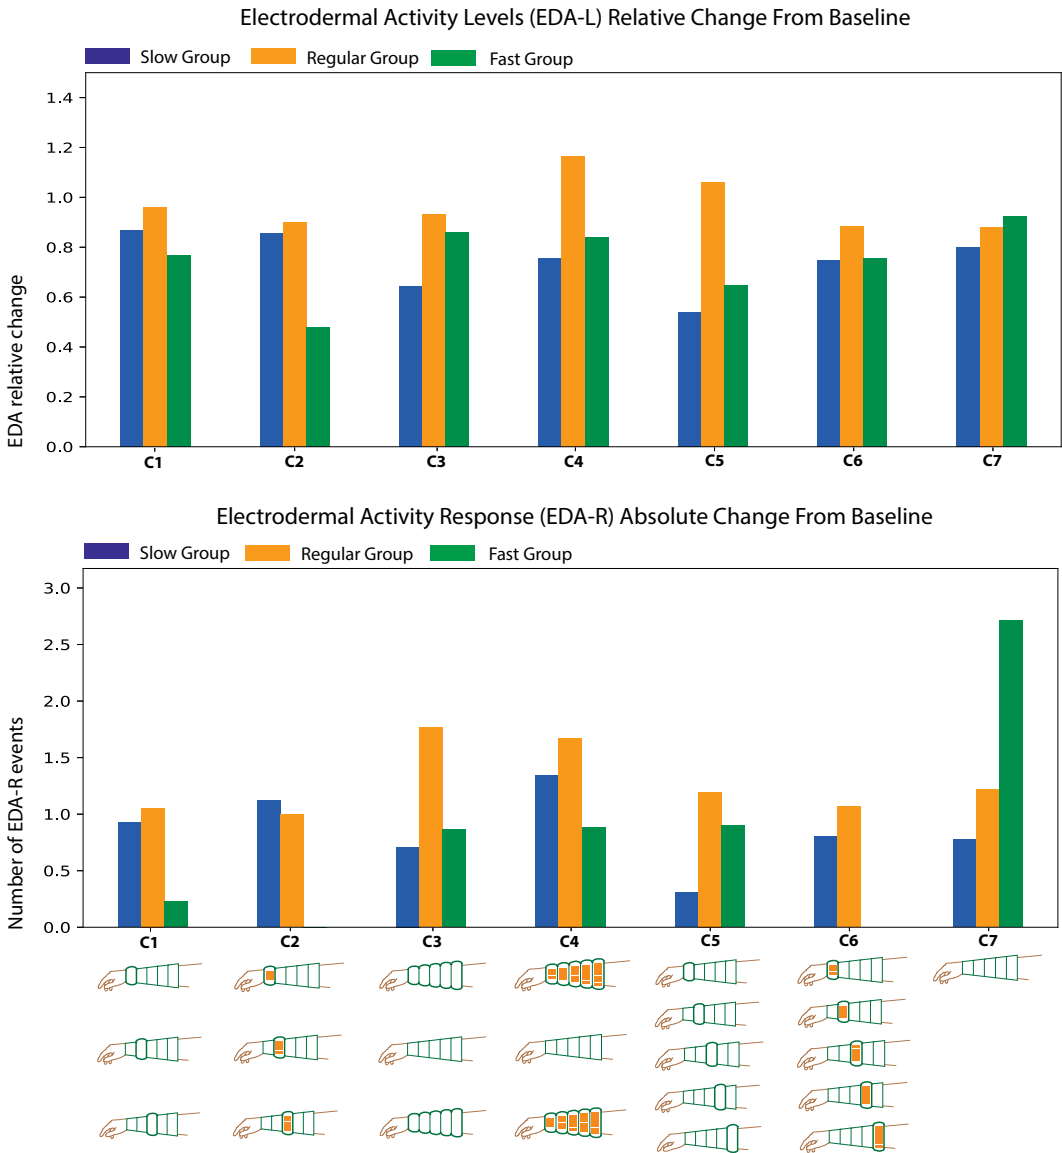 Electrodermal Activity Levels (EDA-L) Relative Change From Baseline
Slow Group Regular Group Fast Group
EDA relative change
1.4
1.2
1.0
0.8
0.6
0.4
0.2
0.0
C1 C2 C3 C4 C5 C6 C7
Electrodermal Activity Response (EDA-R) Absolute Change From Baseline
Slow Group Regular Group Fast Group
Number of EDA-R events
3.0
2.5
2.0
1.5
1.0
0.5
0.0
C1 C2 C3 C4 C5 C6 C7